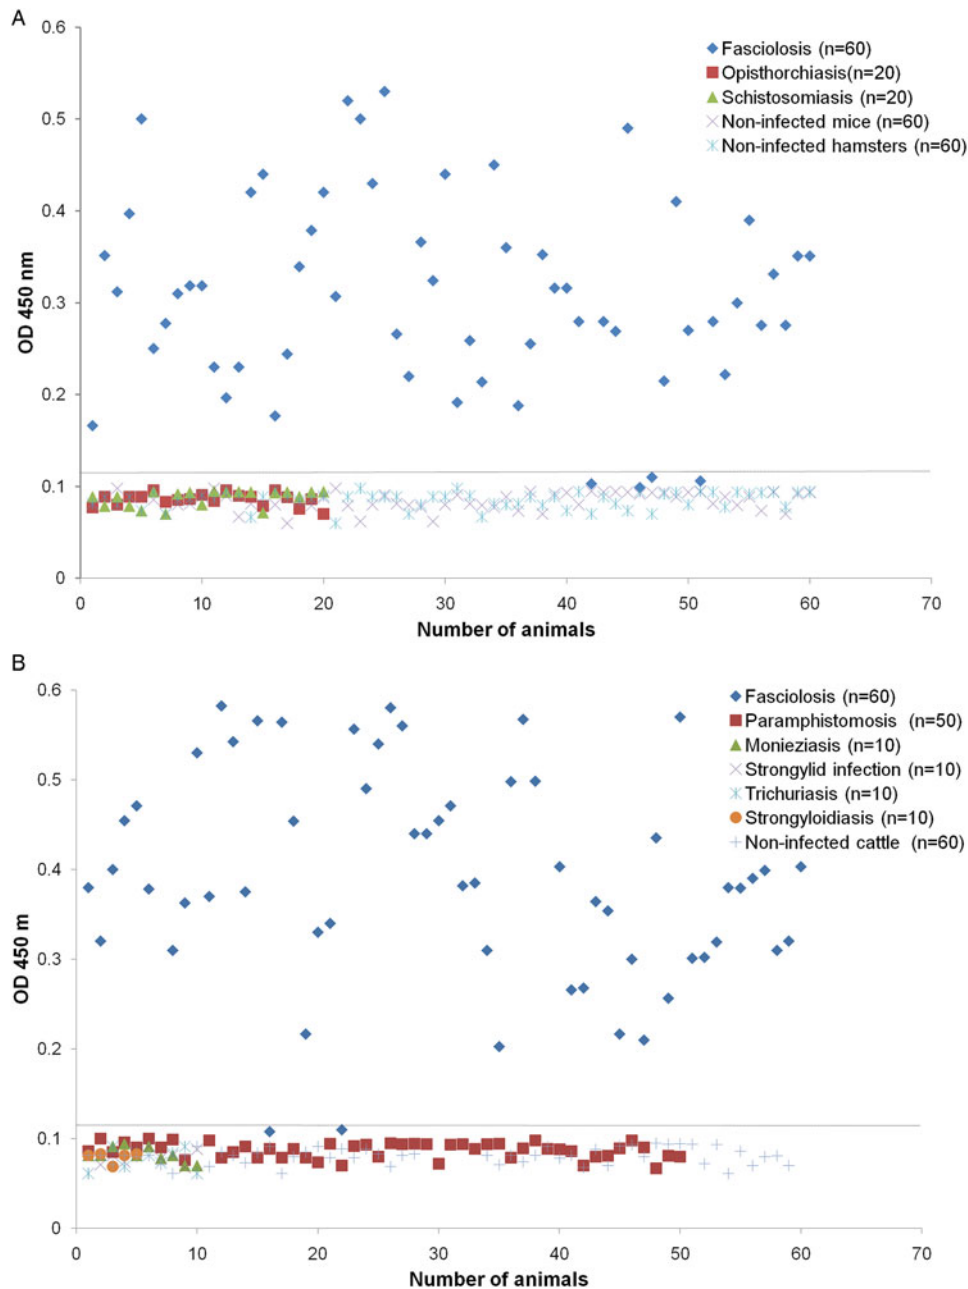 A
0.6
Fasciolosis (n=60)
Opisthorchiasis(n=20)
Schistosomiasis (n=20)
Non-infected mice (n=60)
Non-infected hamsters (n=60)
0.5
0.4
0.3
0.2
0.1
0
OD 450 nm
0 10 20 30 40 50 60 70
Number of animals
B
0.6
Fasciolosis (n=60)
Paramphistomosis (n=50)
Monieziasis (n=10)
Strongylid infection (n=10)
Trichuriasis (n=10)
Strongyloidiasis (n=10)
Non-infected cattle (n=60)
0.5
0.4
0.3
0.2
0.1
0
OD 450 m
0 10 20 30 40 50 60 70
Number of animals